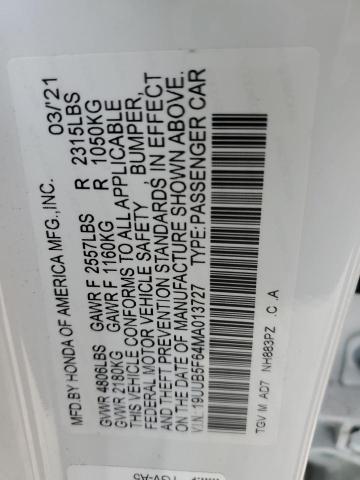 MFD.BY HONDA OF AMERICA MFG.,INC. 03/'21
GVWR 4806LBS GAWR F 2557LBS R 2315LBS
GVWR 2180KG GAWR F 1160KG R 1050KG
THIS VEHICLE CONFORMS TO ALL APPLICABLE
FEDERAL MOTOR VEHICLE SAFETY, BUMPER,
AND THEFT PREVENTION STANDARDS IN EFFECT
ON THE DATE OF MANUFACTURE SHOWN ABOVE.
V.I.N.:19UUB5F64MA013727 TYPE:PASSENGER CAR
TGV M AD7 NH883PZ .C .A
TGV-A5